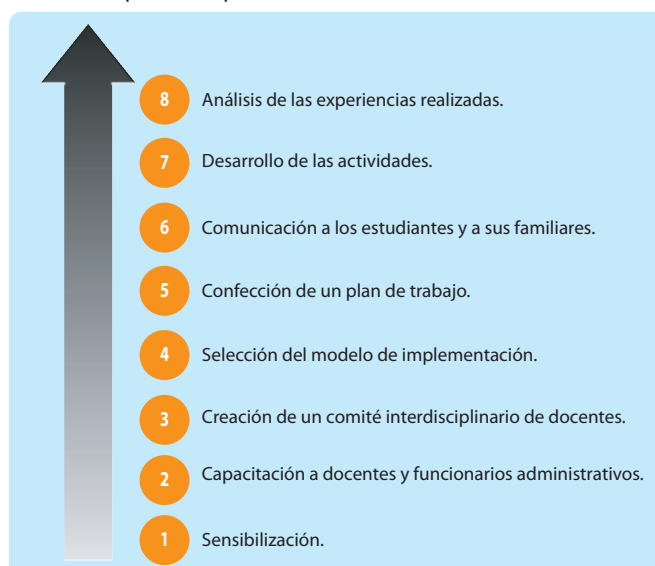 8 Análisis de las experiencias realizadas.
7 Desarrollo de las actividades.
6 Comunicación a los estudiantes y a sus familiares.
5 Confección de un plan de trabajo.
4 Selección del modelo de implementación.
3 Creación de un comité interdisciplinario de docentes.
2 Capacitación a docentes y funcionarios administrativos.
1 Sensibilización.